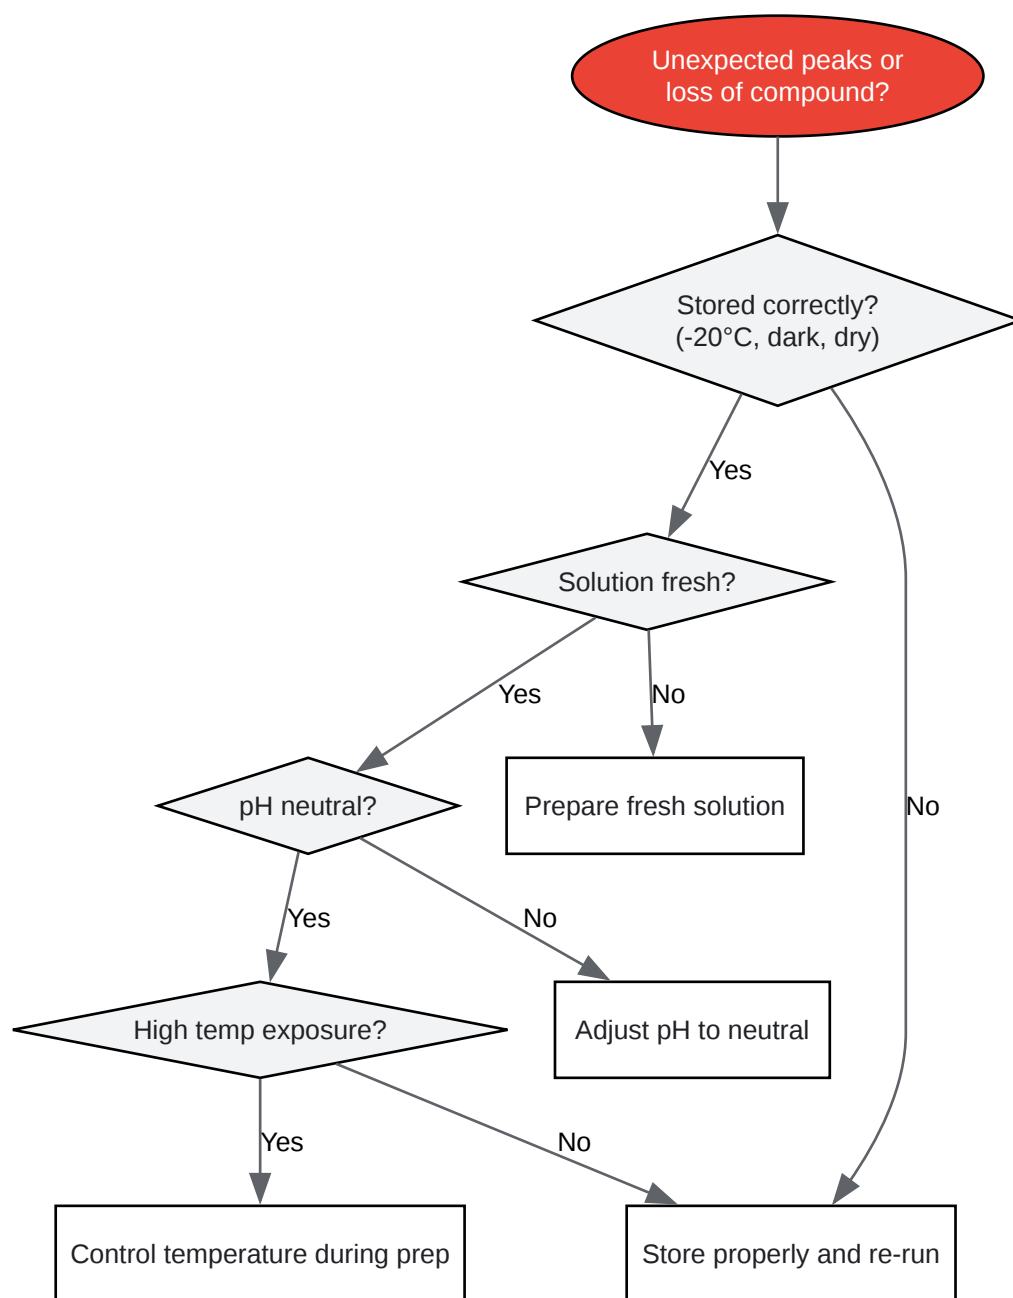 Unexpected peaks or
loss of compound?
Stored correctly?
(-20°C, dark, dry)
Yes
Solution fresh?
Yes
No
pH neutral?
Prepare fresh solution
No
Yes
No
High temp exposure?
Adjust pH to neutral
Yes
No
Control temperature during prep
Store properly and re-run